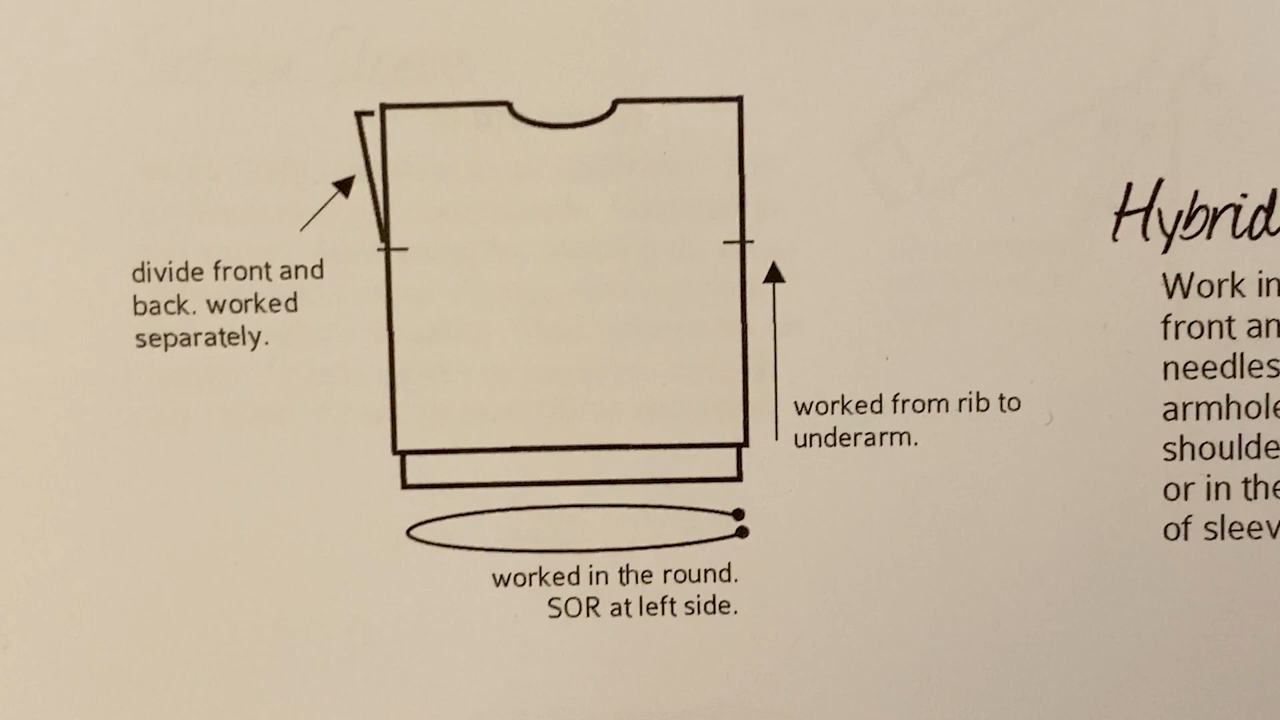 divide front and
back. worked
separately.
worked from rib to
underarm.
worked in the round.
SOR at left side.
Hybrid
Work in
front an
needles
armhole
shoulde
or in the
of sleev